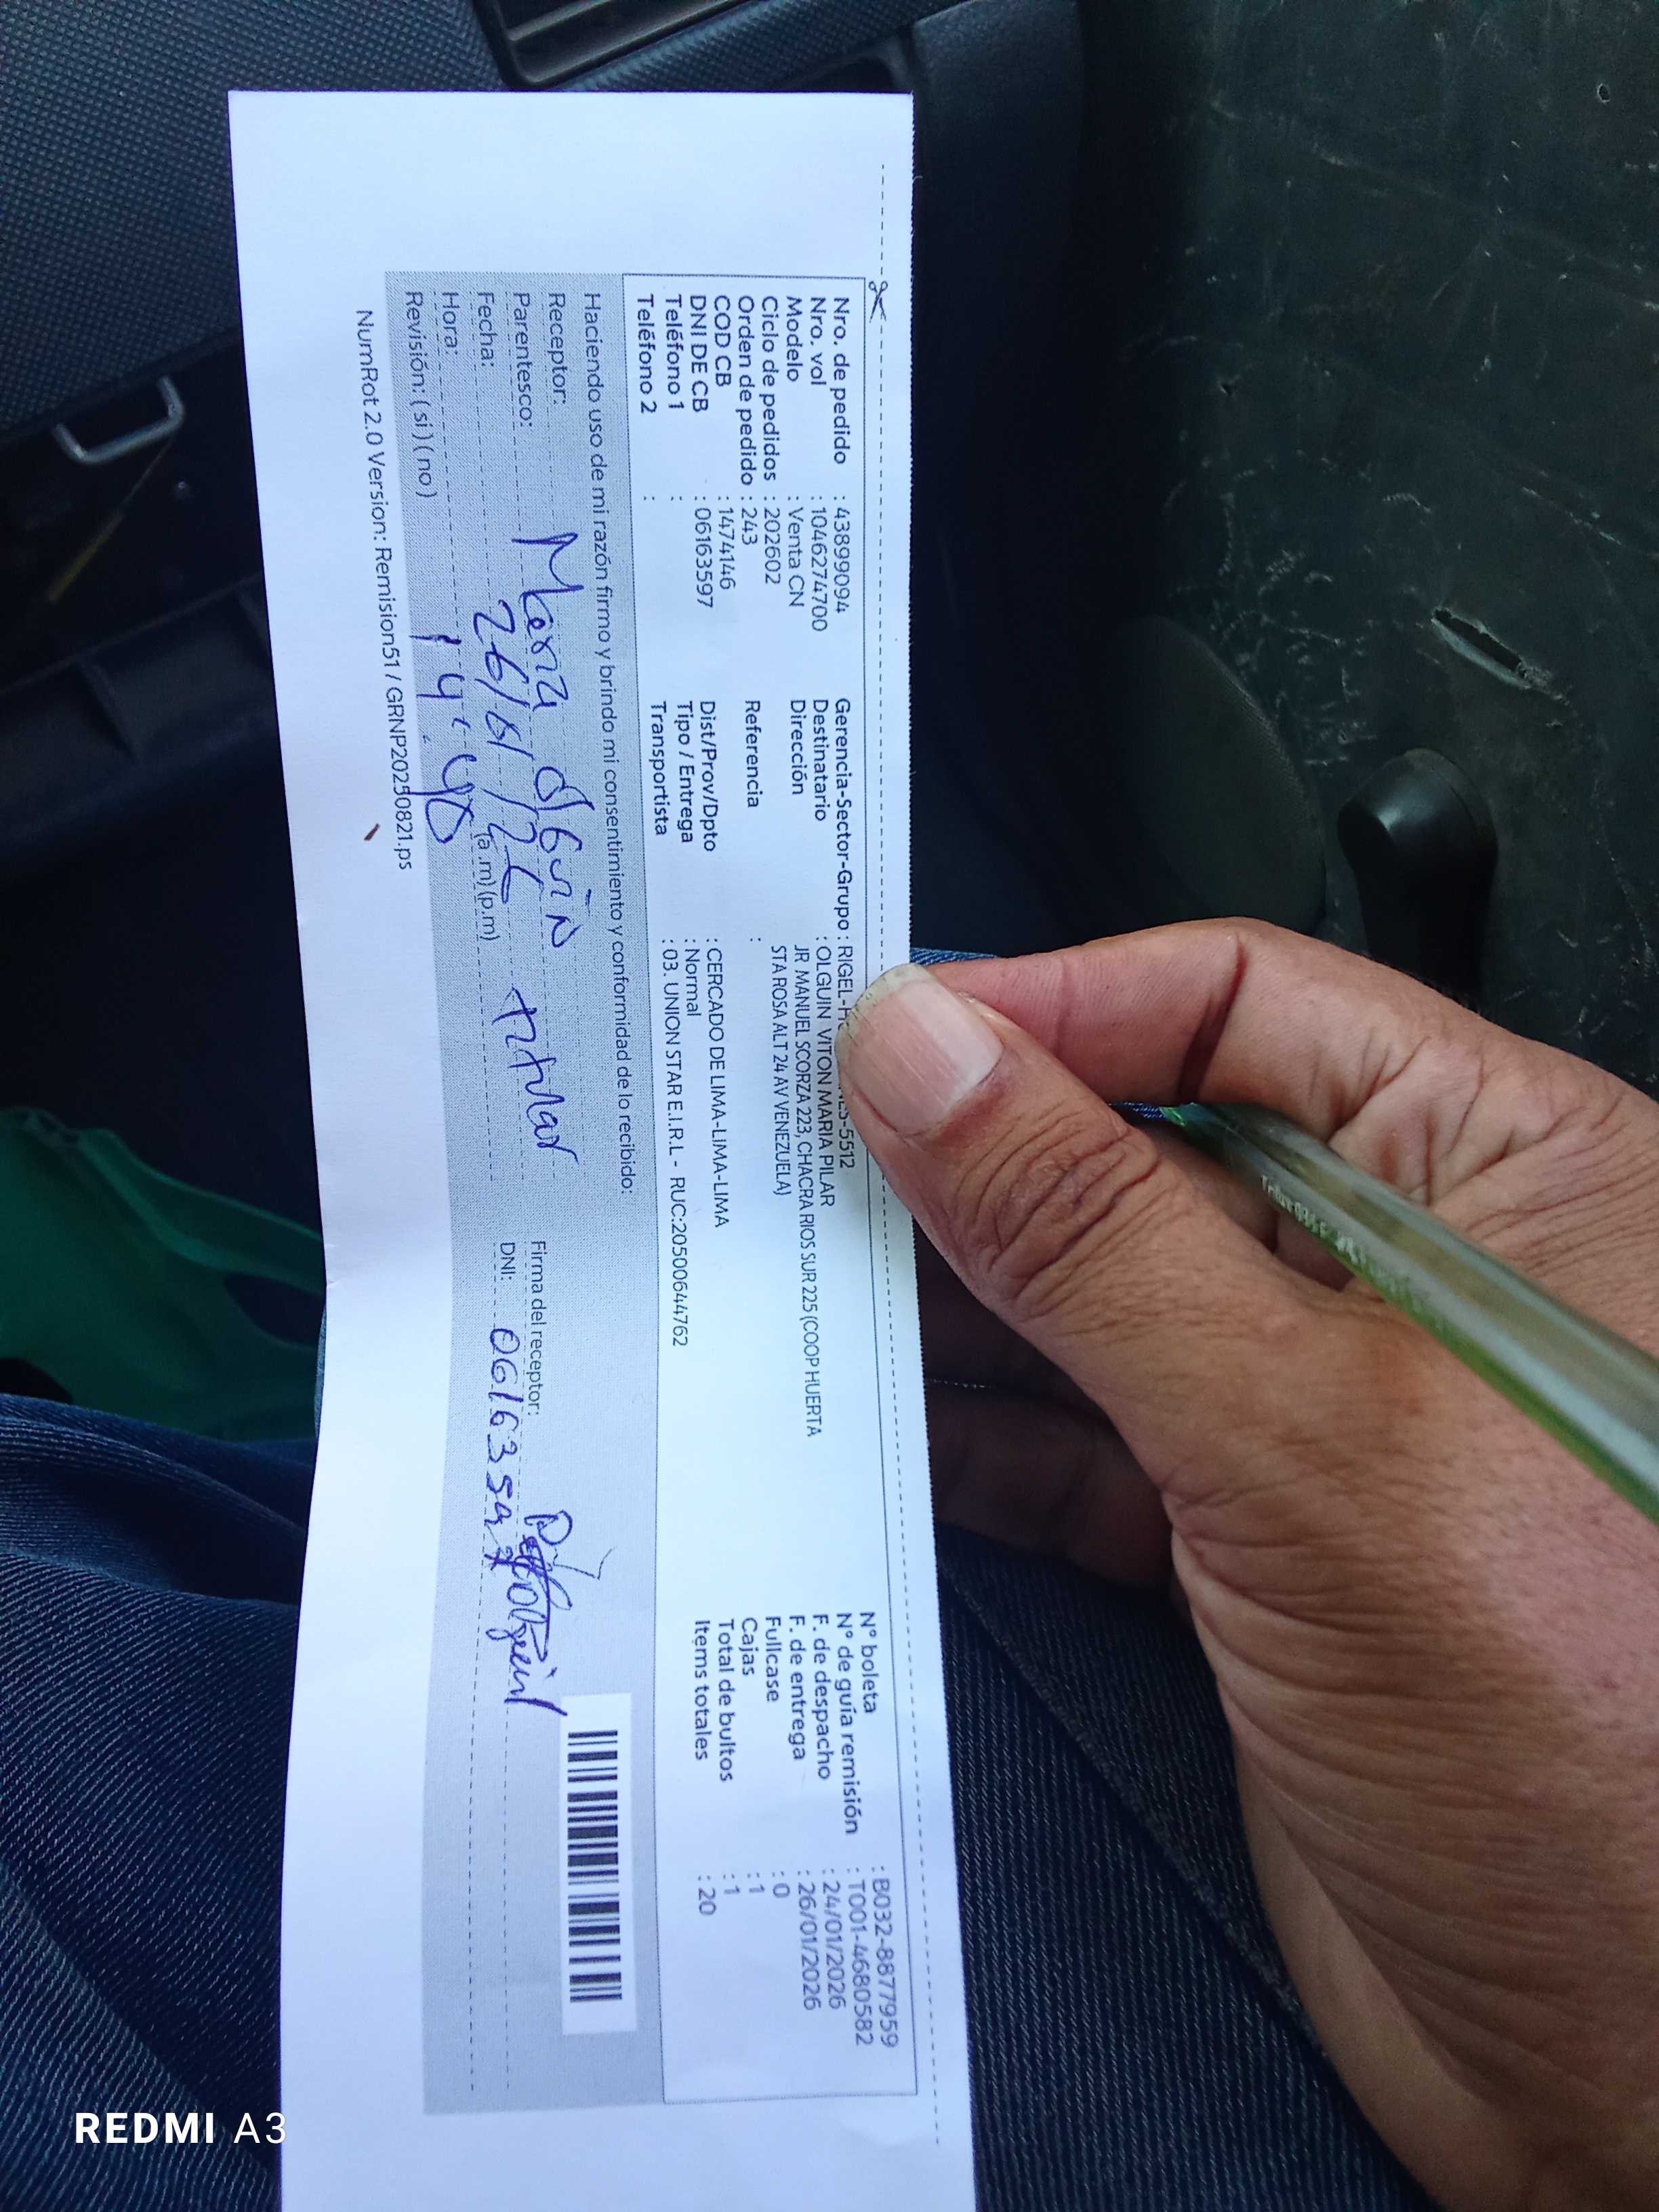 Nro. de pedido : 438999094
Nro. vol : 1046274700
Modelo : Venta CN
Ciclo de pedidos : 202602
Orden de pedido : 243
COD CB : 1474146
DNI DE CB : 06163597
Teléfono 1 :
Teléfono 2 :
Gerencia-Sector-Grupo : RIGEL-H -5512
Destinatario : OLGUIN VITON MARIA PILAR
Dirección JR MANUEL SCORZA 223, CHACRA RIOS SUR 225 (COOP HUERTA
STA ROSA ALT 24 AV VENEZUELA)
Referencia :
Dist/Prov/Dpto : CERCADO DE LIMA-LIMA-LIMA
Tipo / Entrega : Normal
Transportista : 03. UNION STAR E.I.R.L - RUC:20500644762
N° boleta : B032-8877959
N° de guía remisión : T001-4680582
F. de despacho : 24/01/2026
F. de entrega : 26/01/2026
Fullcase : 0
Cajas : 1
Total de bultos : 1
Items totales : 20
Haciendo uso de mi razón firmo y brindo mi consentimiento y conformidad de lo recibido:
Receptor: Maria
Parentesco: titular
Fecha: 26/
Hora: 14:40 (a .m) (p.m)
Revisión: ( si ) ( no )
Firma del receptor:
DNI: 06163597
NumRot 2.0 Version: Remision51 / GRNP20250821.ps
REDMI A3